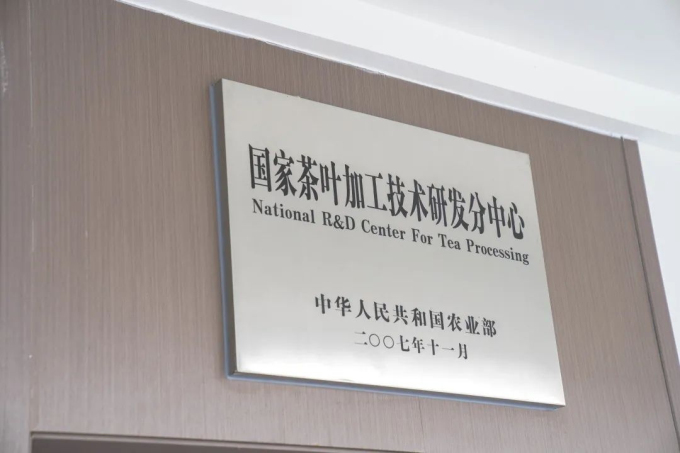 国家茶叶加工技术研发分中心
National R&D Center For Tea Processing
中华人民共和国农业部
二〇〇七年十一月